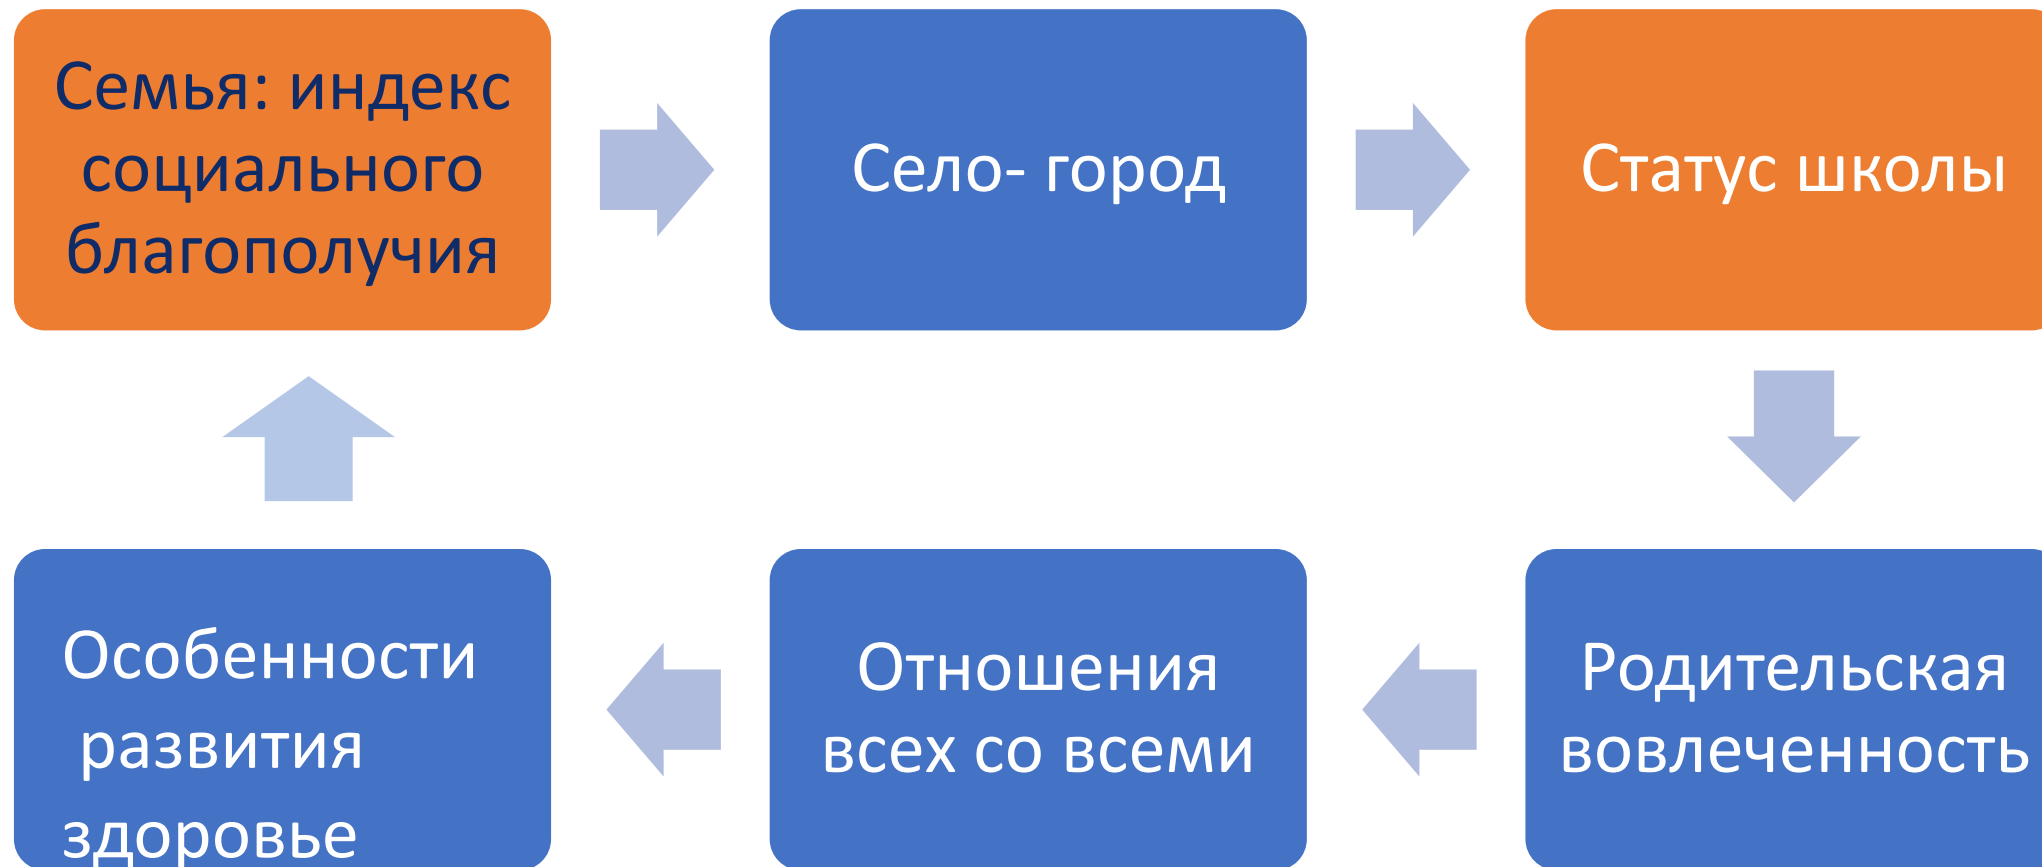 Семья: индекс
социального
благополучия
Село- город
Статус школы
Родительская
вовлеченность
Отношения
всех со всеми
Особенности
развития
здоровье